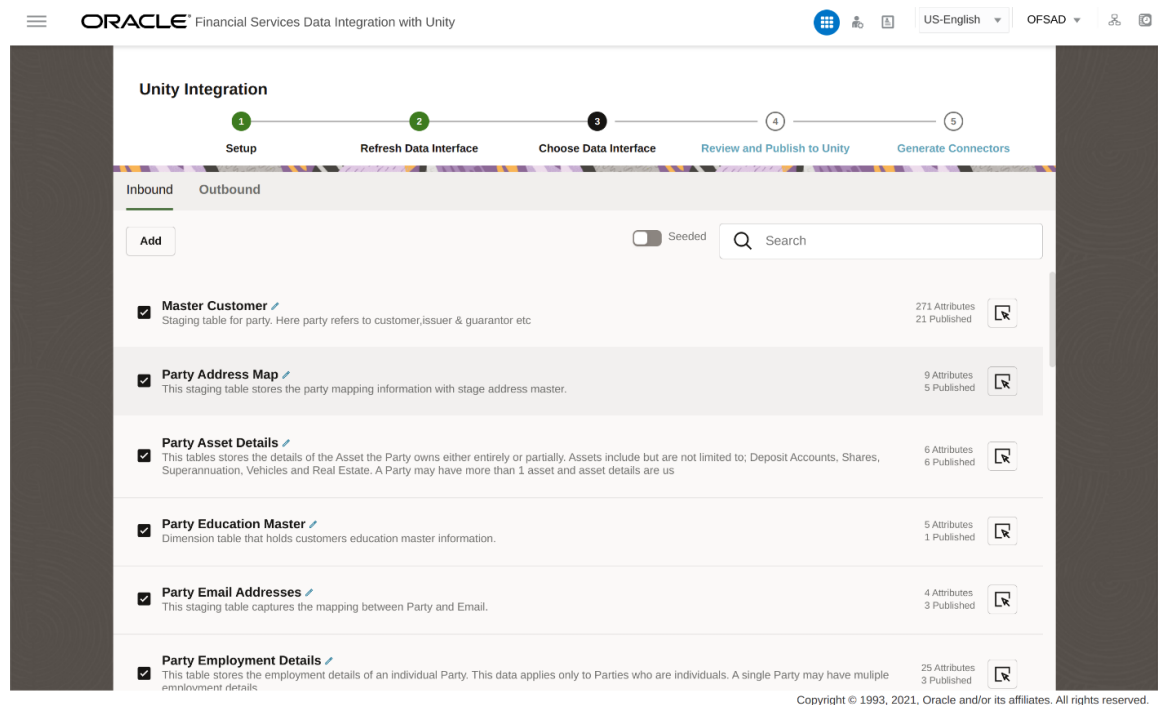 ORACLE® Financial Services Data Integration with Unity
US-English
OFSAD
Unity Integration
1
2
3
4
5
Setup
Refresh Data Interface
Choose Data Interface
Review and Publish to Unity
Generate Connectors
Inbound
Outbound
Add
Seeded
Search
Master Customer
Staging table for party. Here party refers to customer,issuer & guarantor etc
271 Attributes
21 Published
Party Address Map
This staging table stores the party mapping information with stage address master.
9 Attributes
5 Published
Party Asset Details
This tables stores the details of the Asset the Party owns either entirely or partially. Assets include but are not limited to; Deposit Accounts, Shares,
Superannuation, Vehicles and Real Estate. A Party may have more than 1 asset and asset details are us
6 Attributes
6 Published
Party Education Master
Dimension table that holds customers education master information.
5 Attributes
1 Published
Party Email Addresses
This staging table captures the mapping between Party and Email.
4 Attributes
3 Published
Party Employment Details
This table stores the employment details of an individual Party. This data applies only to Parties who are individuals. A single Party may have muliple
employment details
25 Attributes
3 Published
Copyright © 1993, 2021, Oracle and/or its affiliates. All rights reserved.